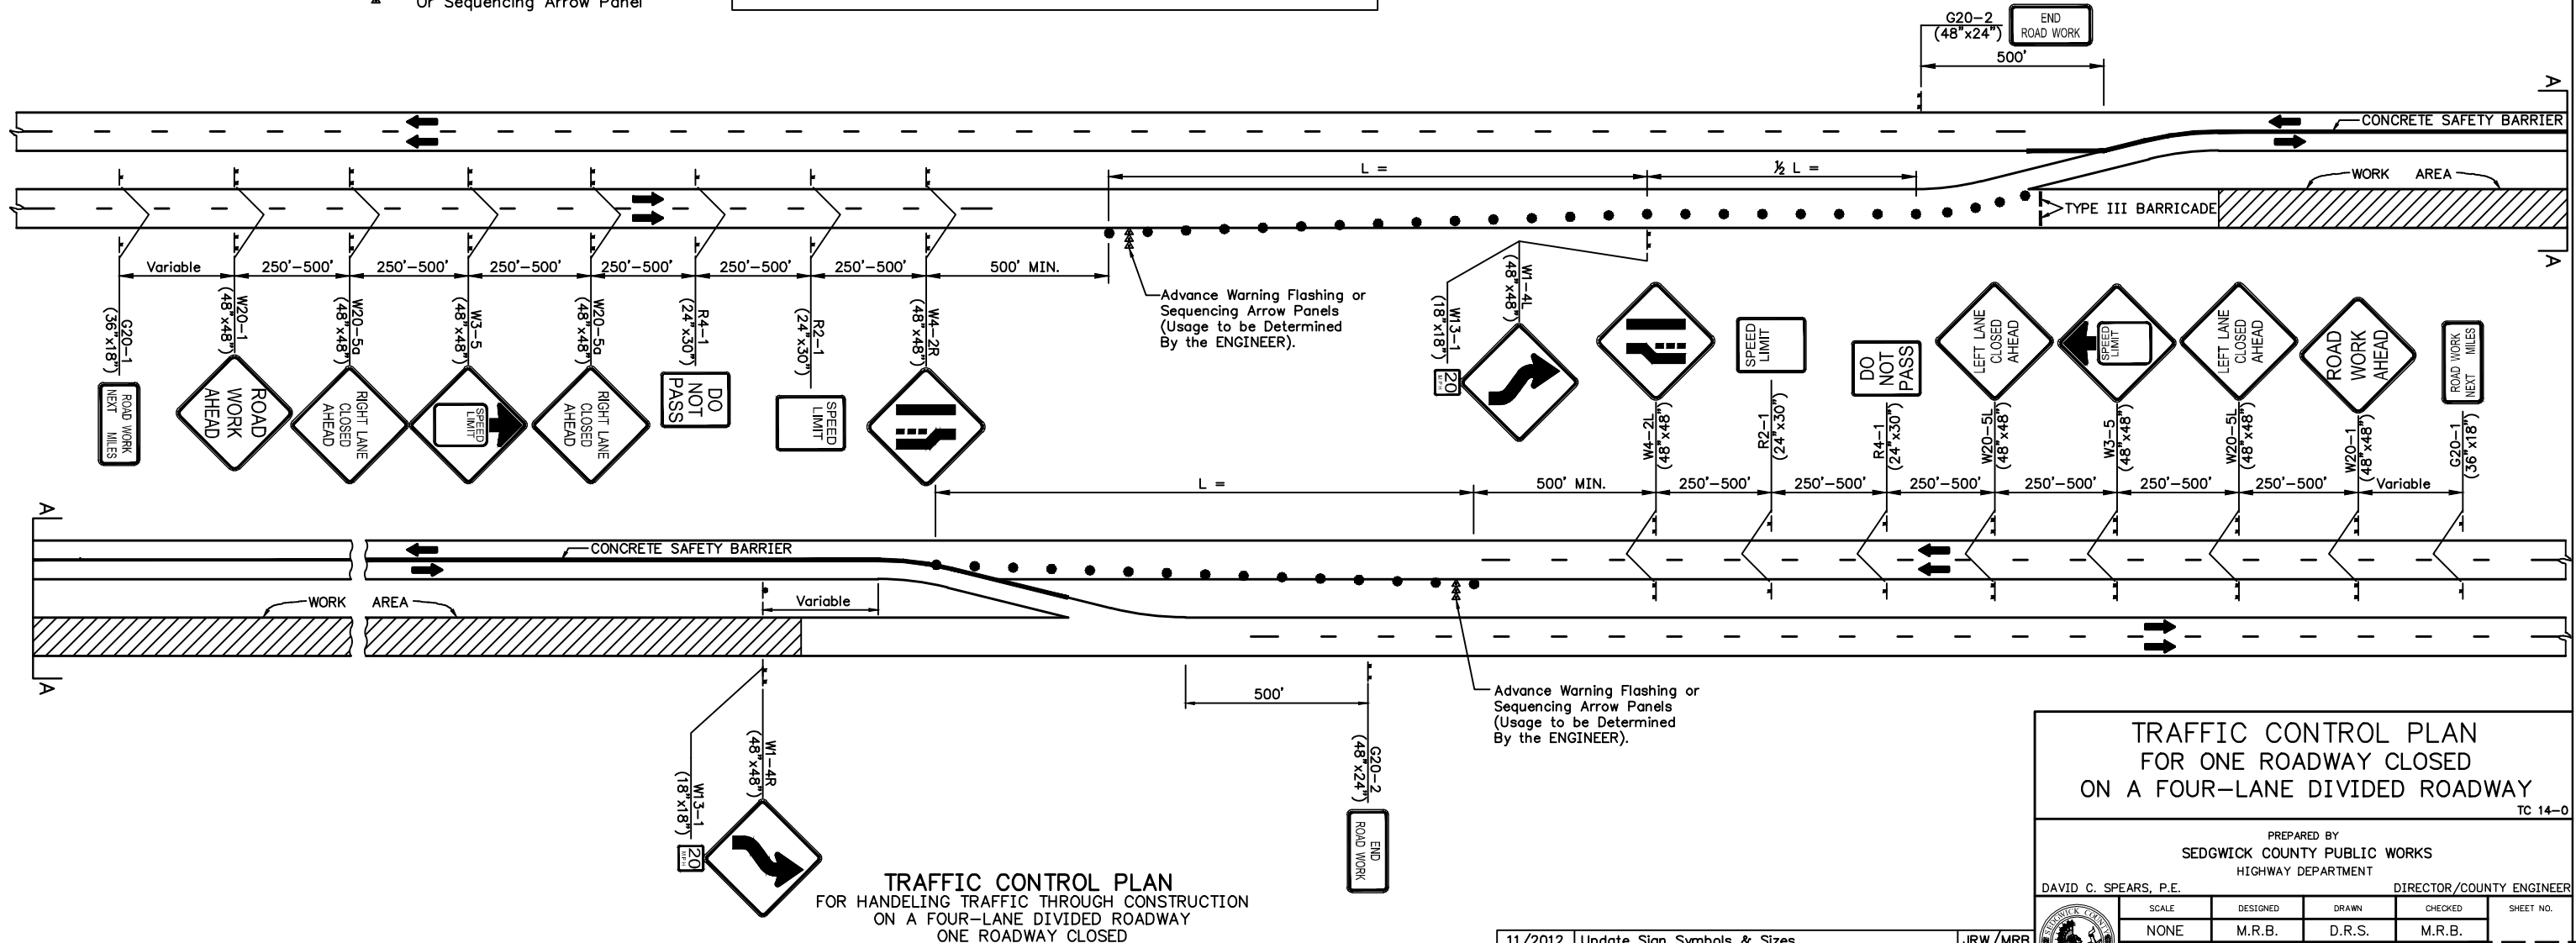 Or Sequencing Arrow Panel
G20-2
(48"x24")
END
ROAD WORK
500'
A
CONCRETE SAFETY BARRIER
L =
½ L =
WORK AREA
TYPE III BARRICADE
A
Variable
250'-500'
250'-500'
250'-500'
250'-500'
250'-500'
250'-500'
500' MIN.
G20-1
(36"x18")
W20-1
(48"x48")
W20-5a
(48"x48")
W3-5
(48"x48")
W20-5a
(48"x48")
R4-1
(24"x30")
R2-1
(24"x30")
W4-2R
(48"x48")
Advance Warning Flashing or
Sequencing Arrow Panels
(Usage to be Determined
By the ENGINEER).
W13-1
(18"x18")
W1-4L
(48"x48")
20
MPH
ROAD WORK
NEXT MILES
ROAD
WORK
AHEAD
RIGHT LANE
CLOSED
AHEAD
SPEED
LIMIT
RIGHT LANE
CLOSED
AHEAD
DO
NOT
PASS
SPEED
LIMIT
SPEED
LIMIT
DO
NOT
PASS
LEFT LANE
CLOSED
AHEAD
SPEED
LIMIT
LEFT LANE
CLOSED
AHEAD
ROAD
WORK
AHEAD
ROAD WORK
NEXT MILES
W4-2L
(48"x48")
R2-1
(24"x30")
R4-1
(24"x30")
W20-5L
(48"x48")
W3-5
(48"x48")
W20-5L
(48"x48")
W20-1
(48"x48")
G20-1
(36"x18")
L =
500' MIN.
250'-500'
250'-500'
250'-500'
250'-500'
250'-500'
250'-500'
Variable
A
CONCRETE SAFETY BARRIER
WORK AREA
Variable
A
500'
Advance Warning Flashing or
Sequencing Arrow Panels
(Usage to be Determined
By the ENGINEER).
W13-1
(18"x18")
W1-4R
(48"x48")
20
MPH
G20-2
(48"x24")
END
ROAD WORK
TRAFFIC CONTROL PLAN
FOR HANDELING TRAFFIC THROUGH CONSTRUCTION
ON A FOUR-LANE DIVIDED ROADWAY
ONE ROADWAY CLOSED
TRAFFIC CONTROL PLAN
FOR ONE ROADWAY CLOSED
ON A FOUR-LANE DIVIDED ROADWAY
TC 14-0
PREPARED BY
SEDGWICK COUNTY PUBLIC WORKS
HIGHWAY DEPARTMENT
DAVID C. SPEARS, P.E. DIRECTOR/COUNTY ENGINEER
SCALE DESIGNED DRAWN CHECKED SHEET NO.
NONE M.R.B. D.R.S. M.R.B.
SEDGWICK COUNTY
11/2012 Update Sign Symbols & Sizes JRW/MRB